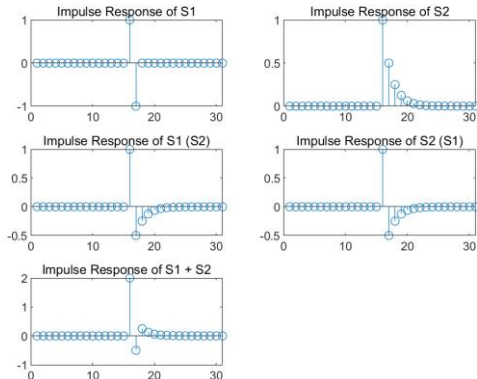 Impulse Response of S1
1
0
-1
0 10 20 30
Impulse Response of S2
1
0.5
0
0 10 20 30
Impulse Response of S1 (S2)
1
0.5
0
-0.5
0 10 20 30
Impulse Response of S2 (S1)
1
0.5
0
-0.5
0 10 20 30
Impulse Response of S1 + S2
2
1
0
-1
0 10 20 30